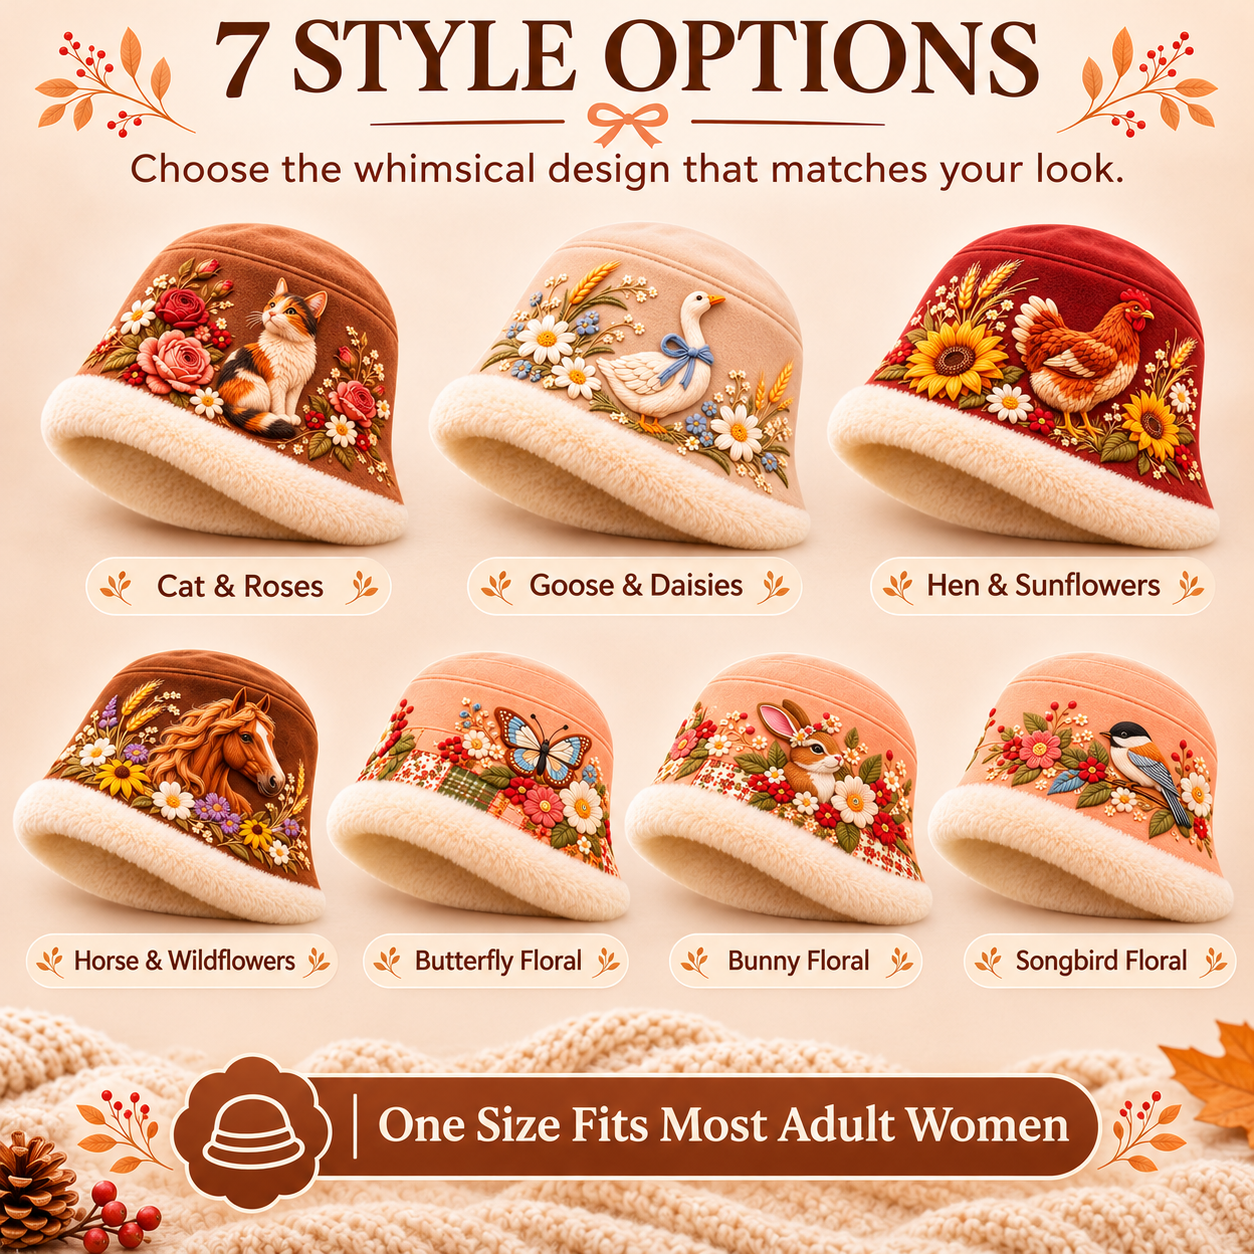 7 STYLE OPTIONS
Choose the whimsical design that matches your look.
Cat & Roses
Goose & Daisies
Hen & Sunflowers
Horse & Wildflowers
Butterfly Floral
Bunny Floral
Songbird Floral
One Size Fits Most Adult Women